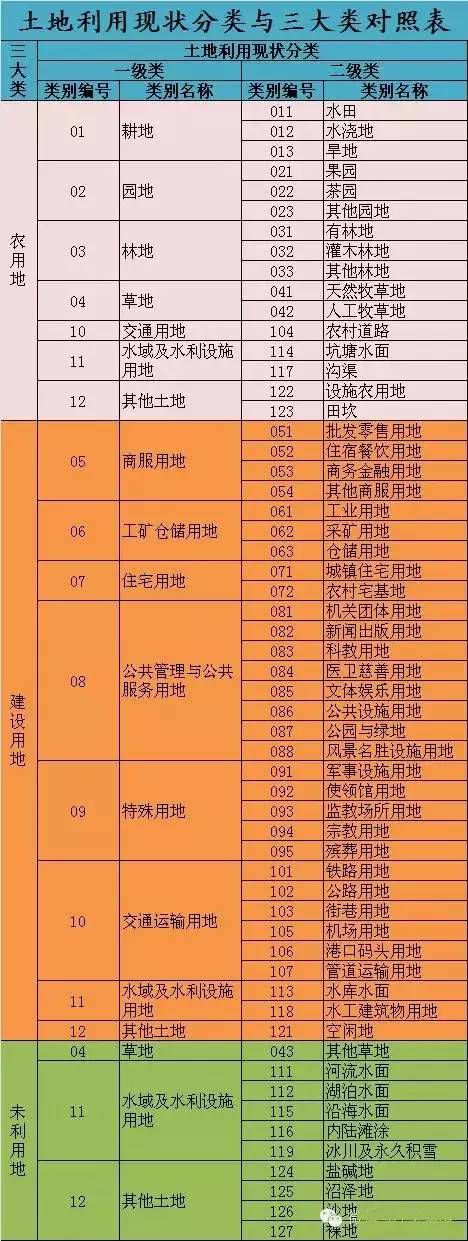 土地利用现状分类与三大类对照表
三大类 土地利用现状分类
一级类 二级类
类别编号 类别名称 类别编号 类别名称
农用地
01 耕地 011 水田
012 水浇地
013 旱地
02 园地 021 果园
022 茶园
023 其他园地
03 林地 031 有林地
032 灌木林地
033 其他林地
04 草地 041 天然牧草地
042 人工牧草地
10 交通用地 104 农村道路
11 水域及水利设施用地 114 坑塘水面
117 沟渠
12 其他土地 122 设施农用地
123 田坎
建设用地
05 商服用地 051 批发零售用地
052 住宿餐饮用地
053 商务金融用地
054 其他商服用地
06 工矿仓储用地 061 工业用地
062 采矿用地
063 仓储用地
07 住宅用地 071 城镇住宅用地
072 农村宅基地
08 公共管理与公共服务用地 081 机关团体用地
082 新闻出版用地
083 科教用地
084 医卫慈善用地
085 文体娱乐用地
086 公共设施用地
087 公园与绿地
088 风景名胜设施用地
09 特殊用地 091 军事设施用地
092 使领馆用地
093 监教场所用地
094 宗教用地
095 殡葬用地
10 交通运输用地 101 铁路用地
102 公路用地
103 街巷用地
105 机场用地
106 港口码头用地
107 管道运输用地
11 水域及水利设施用地 113 水库水面
118 水工建筑物用地
12 其他土地 121 空闲地
未利用地
04 草地 043 其他草地
11 水域及水利设施用地 111 河流水面
112 湖泊水面
115 沿海水面
116 内陆滩涂
119 冰川及永久积雪
12 其他土地 124 盐碱地
125 沼泽地
126 沙地
127 裸地